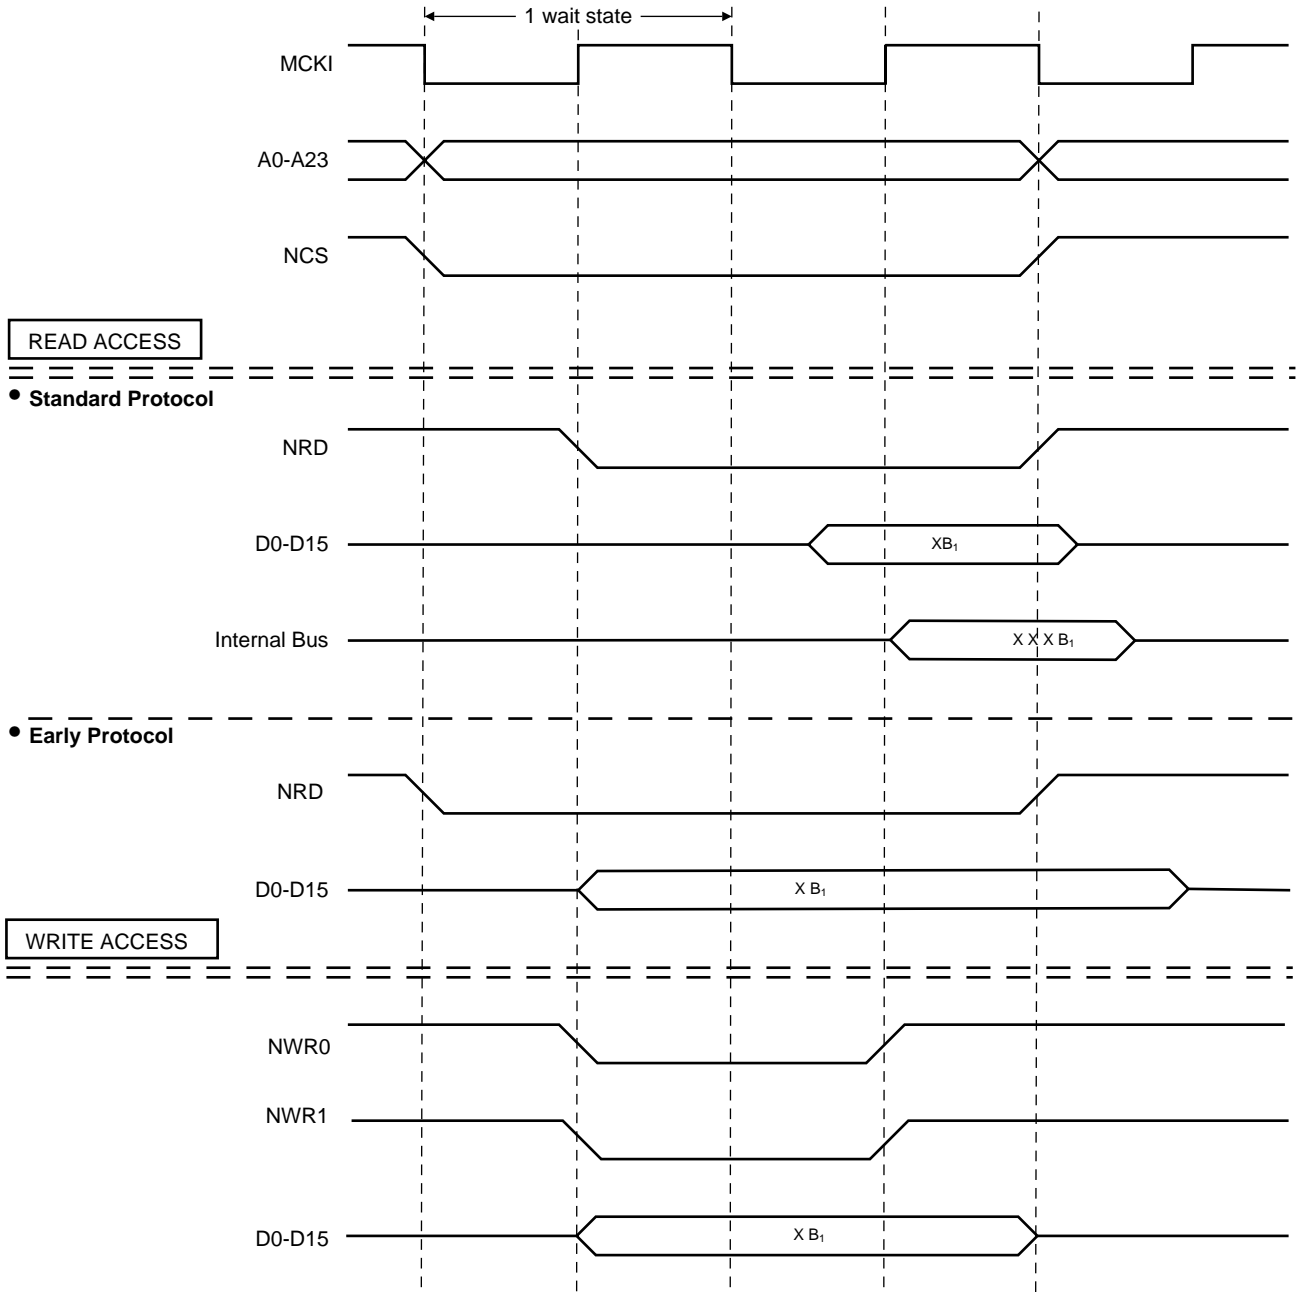 1 wait state
MCKI
A0-A23
NCS
READ ACCESS
• Standard Protocol
NRD
D0-D15
XB₁
Internal Bus
X X X B₁
• Early Protocol
NRD
D0-D15
X B₁
WRITE ACCESS
NWR0
NWR1
D0-D15
X B₁